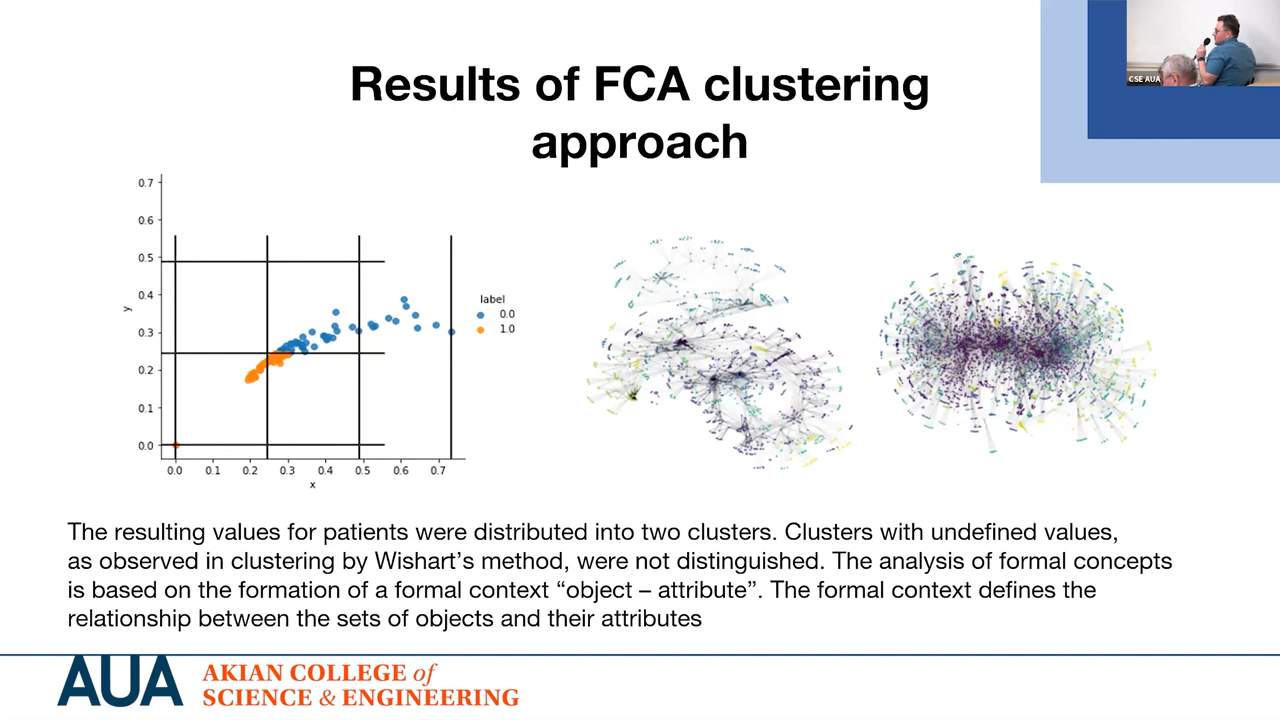 CSE AUA
Results of FCA clustering
approach
0.7
0.6
0.5
0.4
0.3
0.2
0.1
0.0
y
0.0 0.1 0.2 0.3 0.4 0.5 0.6 0.7
x
label
0.0
1.0
The resulting values for patients were distributed into two clusters. Clusters with undefined values,
as observed in clustering by Wishart’s method, were not distinguished. The analysis of formal concepts
is based on the formation of a formal context “object – attribute”. The formal context defines the
relationship between the sets of objects and their attributes
AUA AKIAN COLLEGE of
SCIENCE & ENGINEERING